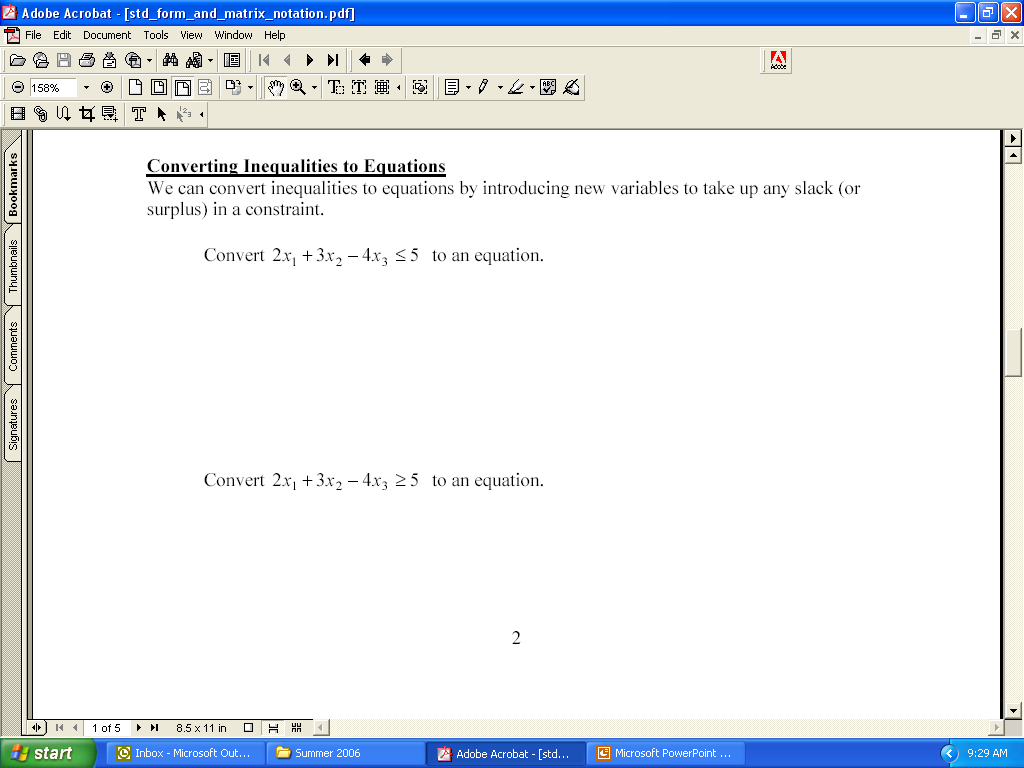 Adobe Acrobat - [std_form_and_matrix_notation.pdf]
File Edit Document Tools View Window Help
Adobe
158%
Bookmarks
Thumbnails
Comments
Signatures
Converting Inequalities to Equations
We can convert inequalities to equations by introducing new variables to take up any slack (or
surplus) in a constraint.
Convert 2x₁ + 3x₂ − 4x₃ ≤ 5 to an equation.
Convert 2x₁ + 3x₂ − 4x₃ ≥ 5 to an equation.
2
1 of 5 8.5 x 11 in
start Inbox - Microsoft Out... Summer 2006 Adobe Acrobat - [std... Microsoft PowerPoint ... 9:29 AM